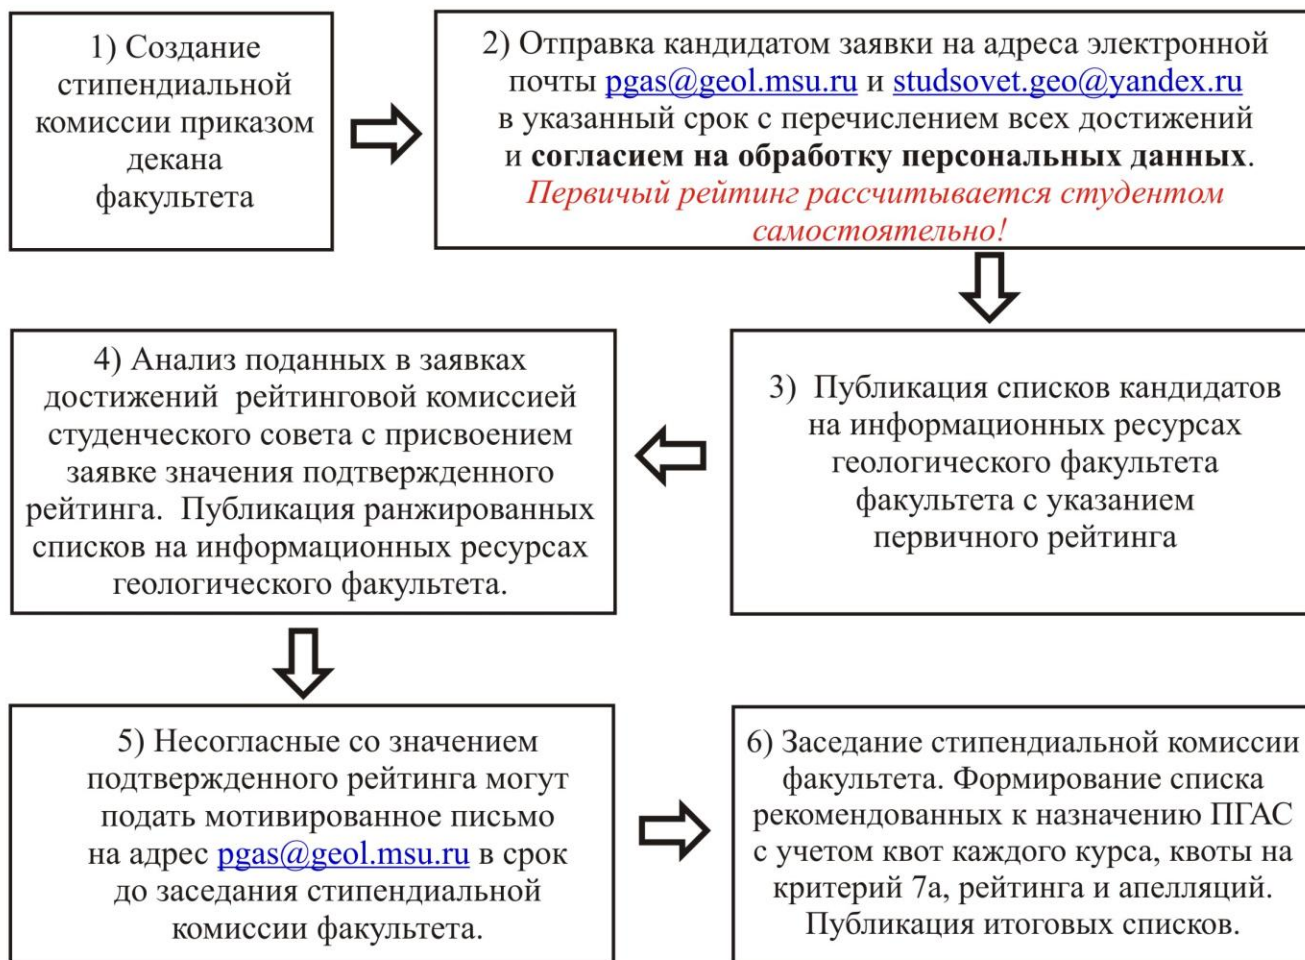 1) Создание
стипендиальной
комиссии приказом
декана
факультета
2) Отправка кандидатом заявки на адреса электронной
почты pgas@geol.msu.ru и studsovet.geo@yandex.ru
в указанный срок с перечислением всех достижений
и согласием на обработку персональных данных.
Первичый рейтинг рассчитывается студентом
самостоятельно!
3) Публикация списков кандидатов
на информационных ресурсах
геологического факультета
факультета с указанием
первичного рейтинга
4) Анализ поданных в заявках
достижений рейтинговой комиссией
студенческого совета с присвоением
заявке значения подтвержденного
рейтинга. Публикация ранжированных
списков на информационных ресурсах
геологического факультета.
5) Несогласные со значением
подтвержденного рейтинга могут
подать мотивированное письмо
на адрес pgas@geol.msu.ru в срок
до заседания стипендиальной
комиссии факультета.
6) Заседание стипендиальной комиссии
факультета. Формирование списка
рекомендованных к назначению ПГАС
с учетом квот каждого курса, квоты на
критерий 7а, рейтинга и апелляций.
Публикация итоговых списков.